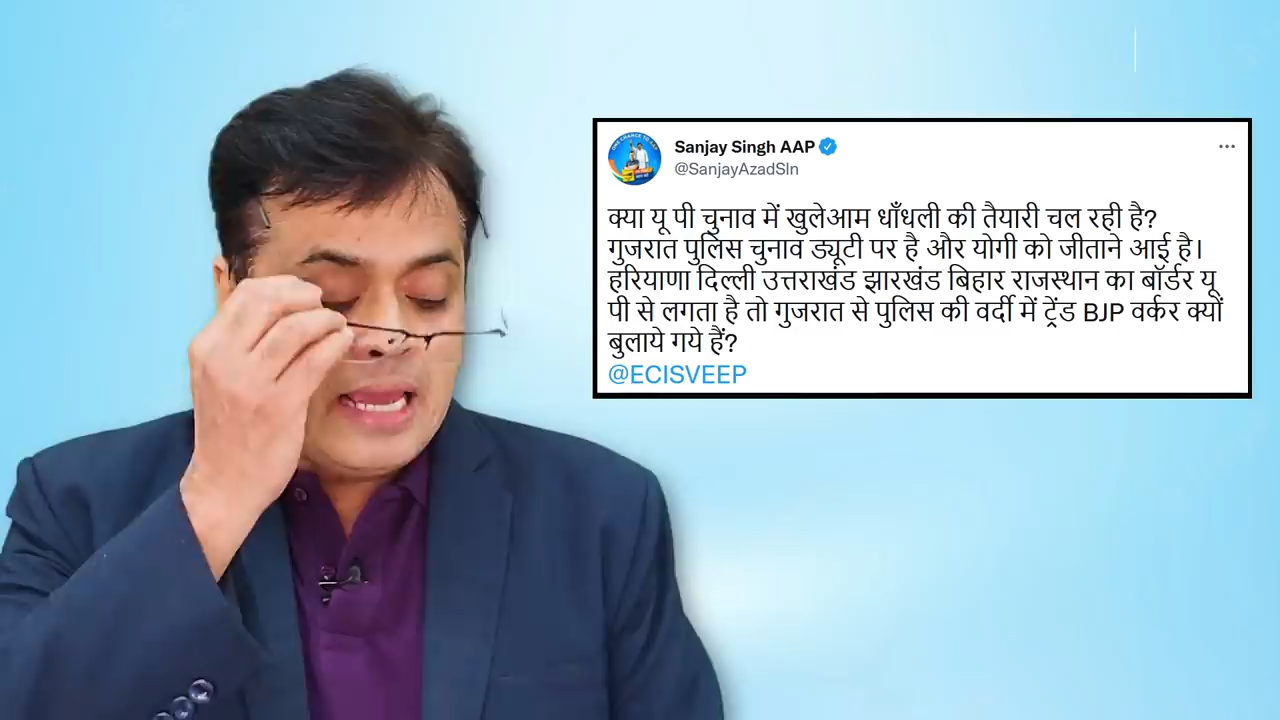 Sanjay Singh AAP
@SanjayAzadSln
क्या यू पी चुनाव में खुलेआम धाँधली की तैयारी चल रही है?
गुजरात पुलिस चुनाव ड्यूटी पर है और योगी को जीताने आई है।
हरियाणा दिल्ली उत्तराखंड झारखंड बिहार राजस्थान का बॉर्डर यू
पी से लगता है तो गुजरात से पुलिस की वर्दी में ट्रेंड BJP वर्कर क्यों
बुलाये गये हैं?
@ECISVEEP